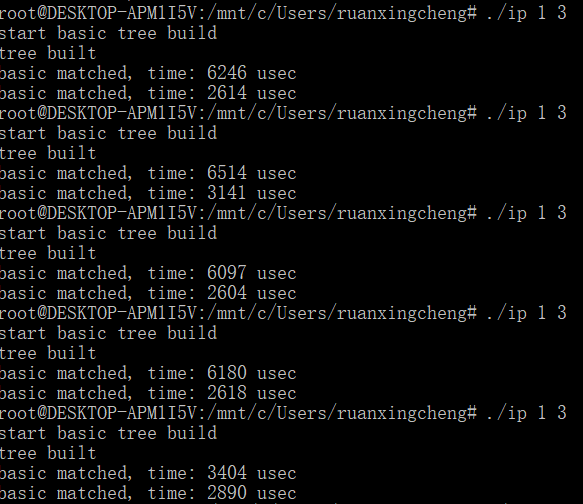 root@DESKTOP-APM1I5V:/mnt/c/Users/ruanxingcheng# ./ip 1 3
start basic tree build
tree built
basic matched, time: 6246 usec
basic matched, time: 2614 usec
root@DESKTOP-APM1I5V:/mnt/c/Users/ruanxingcheng# ./ip 1 3
start basic tree build
tree built
basic matched, time: 6514 usec
basic matched, time: 3141 usec
root@DESKTOP-APM1I5V:/mnt/c/Users/ruanxingcheng# ./ip 1 3
start basic tree build
tree built
basic matched, time: 6097 usec
basic matched, time: 2604 usec
root@DESKTOP-APM1I5V:/mnt/c/Users/ruanxingcheng# ./ip 1 3
start basic tree build
tree built
basic matched, time: 6180 usec
basic matched, time: 2618 usec
root@DESKTOP-APM1I5V:/mnt/c/Users/ruanxingcheng# ./ip 1 3
start basic tree build
tree built
basic matched, time: 3404 usec
basic matched, time: 2890 usec